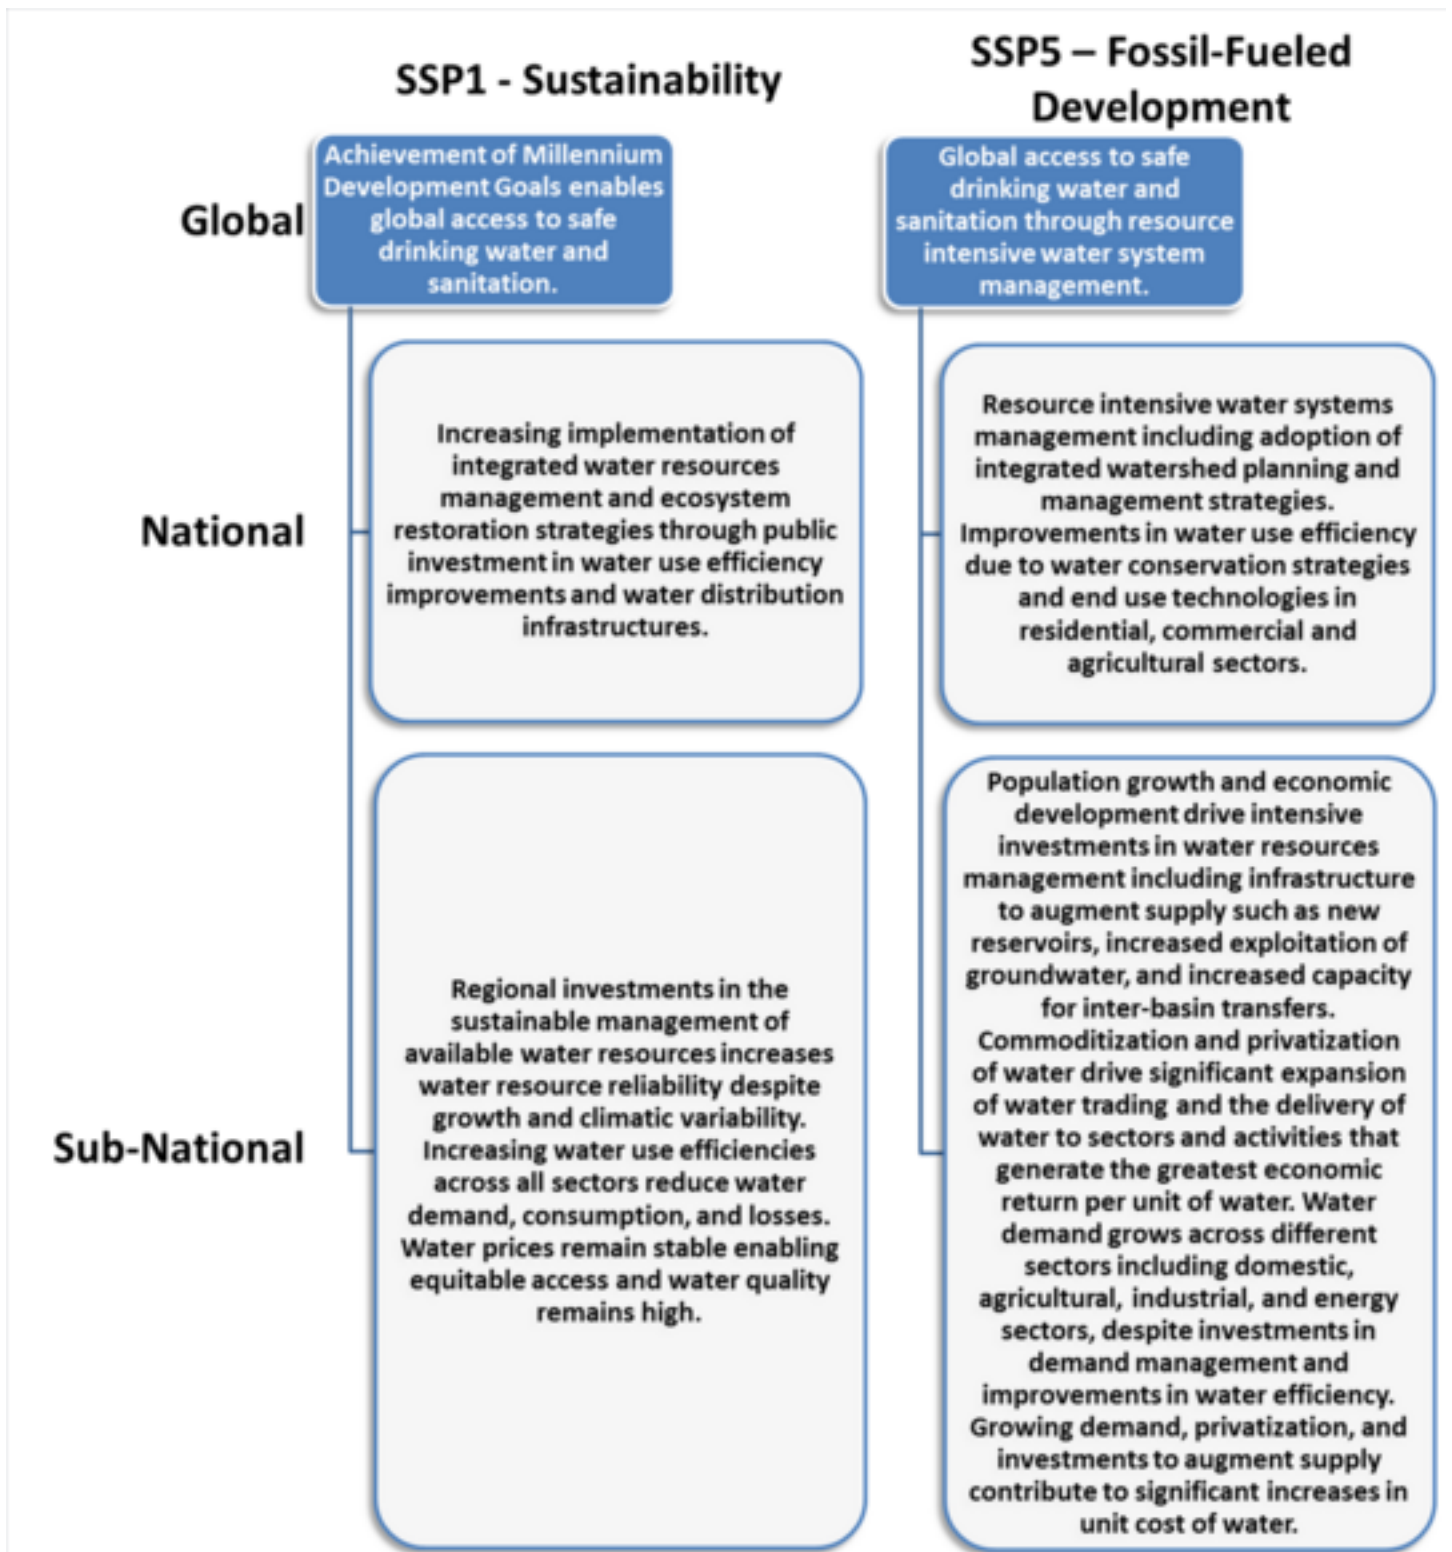 SSP1 - Sustainability
SSP5 – Fossil-Fueled
Development
Global
Achievement of Millennium
Development Goals enables
global access to safe
drinking water and
sanitation.
Global access to safe
drinking water and
sanitation through resource
intensive water system
management.
National
Increasing implementation of
integrated water resources
management and ecosystem
restoration strategies through public
investment in water use efficiency
improvements and water distribution
infrastructures.
Resource intensive water systems
management including adoption of
integrated watershed planning and
management strategies.
Improvements in water use efficiency
due to water conservation strategies
and end use technologies in
residential, commercial and
agricultural sectors.
Sub-National
Regional investments in the
sustainable management of
available water resources increases
water resource reliability despite
growth and climatic variability.
Increasing water use efficiencies
across all sectors reduce water
demand, consumption, and losses.
Water prices remain stable enabling
equitable access and water quality
remains high.
Population growth and economic
development drive intensive
investments in water resources
management including infrastructure
to augment supply such as new
reservoirs, increased exploitation of
groundwater, and increased capacity
for inter-basin transfers.
Commoditization and privatization
of water drive significant expansion
of water trading and the delivery of
water to sectors and activities that
generate the greatest economic
return per unit of water. Water
demand grows across different
sectors including domestic,
agricultural, industrial, and energy
sectors, despite investments in
demand management and
improvements in water efficiency.
Growing demand, privatization, and
investments to augment supply
contribute to significant increases in
unit cost of water.